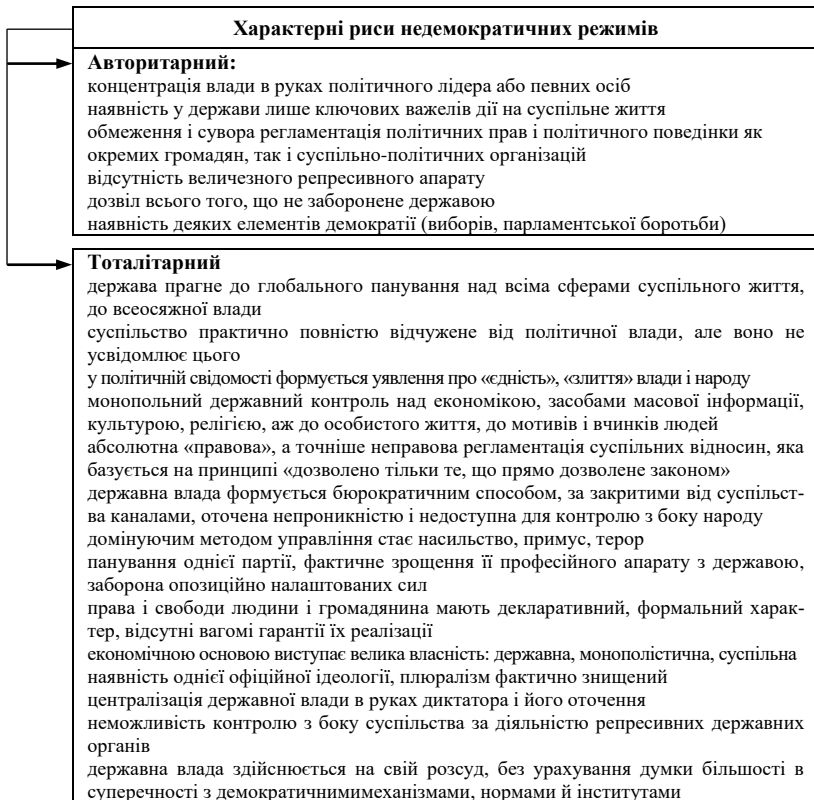 Характерні риси недемократичних режимів
Авторитарний:
концентрація влади в руках політичного лідера або певних осіб
наявність у держави лише ключових важелів дії на суспільне життя
обмеження і сувора регламентація політичних прав і політичного поведінки як
окремих громадян, так і суспільно-політичних організацій
відсутність величезного репресивного апарату
дозвіл всього того, що не заборонене державою
наявність деяких елементів демократії (виборів, парламентської боротьби)
Тоталітарний
держава прагне до глобального панування над всіма сферами суспільного життя,
до всеосяжної влади
суспільство практично повністю відчужене від політичної влади, але воно не
усвідомлює цього
у політичній свідомості формується уявлення про «єдність», «злиття» влади і народу
монопольний державний контроль над економікою, засобами масової інформації,
культурою, релігією, аж до особистого життя, до мотивів і вчинків людей
абсолютна «правова», а точніше неправова регламентація суспільних відносин, яка
базується на принципі «дозволено тільки те, що прямо дозволене законом»
державна влада формується бюрократичним способом, за закритими від суспільст-
ва каналами, оточена непроникністю і недоступна для контролю з боку народу
домінуючим методом управління стає насильство, примус, терор
панування однієї партії, фактичне зрощення її професійного апарату з державою,
заборона опозиційно налаштованих сил
права і свободи людини і громадянина мають декларативний, формальний харак-
тер, відсутні вагомі гарантії їх реалізації
економічною основою виступає велика власність: державна, монополістична, суспільна
наявність однієї офіційної ідеології, плюралізм фактично знищений
централізація державної влади в руках диктатора і його оточення
неможливість контролю з боку суспільства за діяльністю репресивних державних
органів
державна влада здійснюється на свій розсуд, без урахування думки більшості в
суперечності з демократичнимимеханізмами, нормами й інститутами